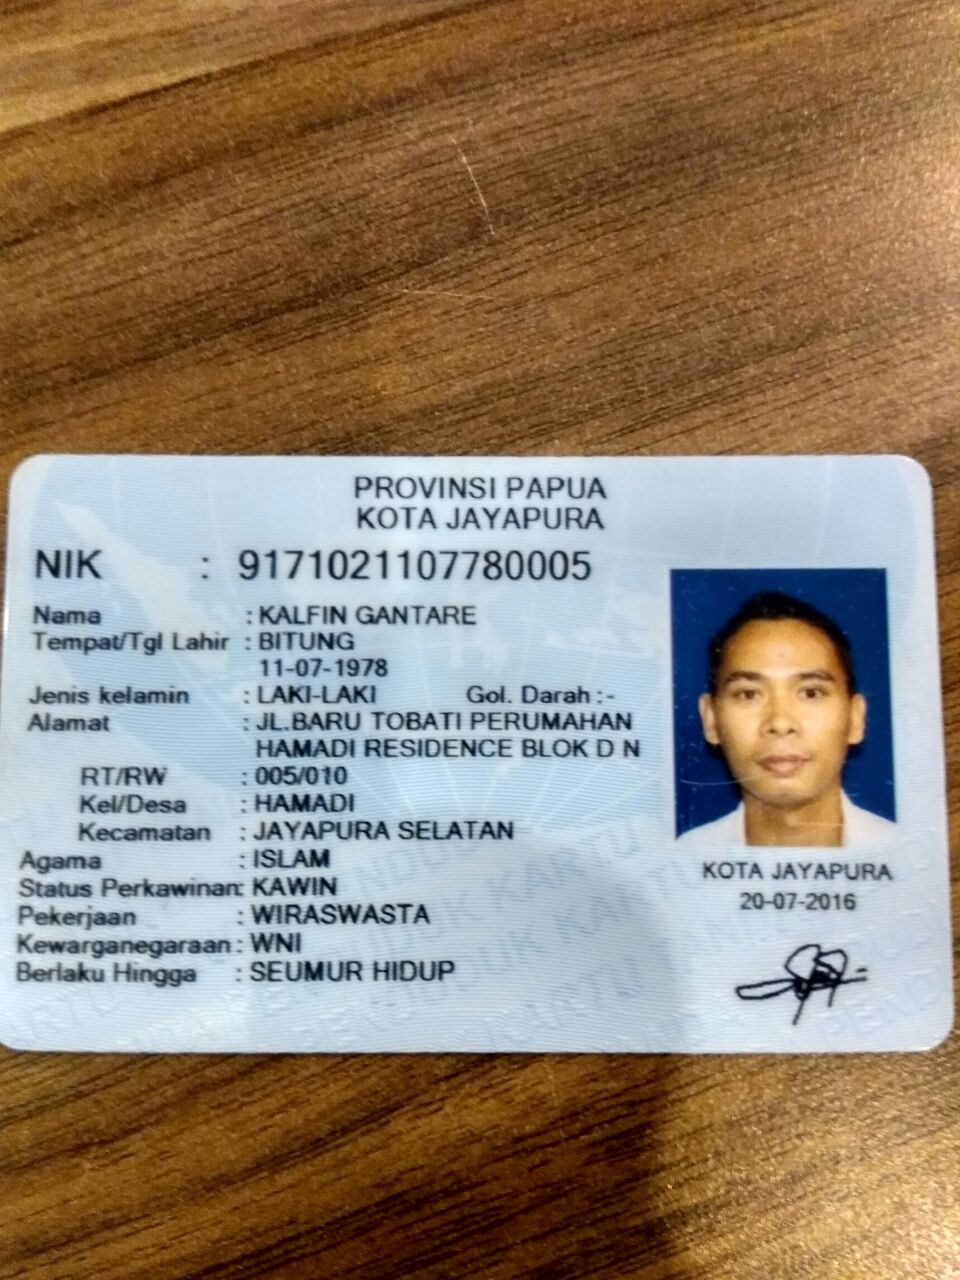 PROVINSI PAPUA
KOTA JAYAPURA
NIK : 9171021107780005
Nama : KALFIN GANTARE
Tempat/Tgl Lahir : BITUNG
11-07-1978
Jenis kelamin : LAKI-LAKI Gol. Darah :-
Alamat : JL.BARU TOBATI PERUMAHAN
HAMADI RESIDENCE BLOK D N
RT/RW : 005/010
Kel/Desa : HAMADI
Kecamatan : JAYAPURA SELATAN
Agama : ISLAM
Status Perkawinan: KAWIN
Pekerjaan : WIRASWASTA
Kewarganegaraan : WNI
Berlaku Hingga : SEUMUR HIDUP
KOTA JAYAPURA
20-07-2016